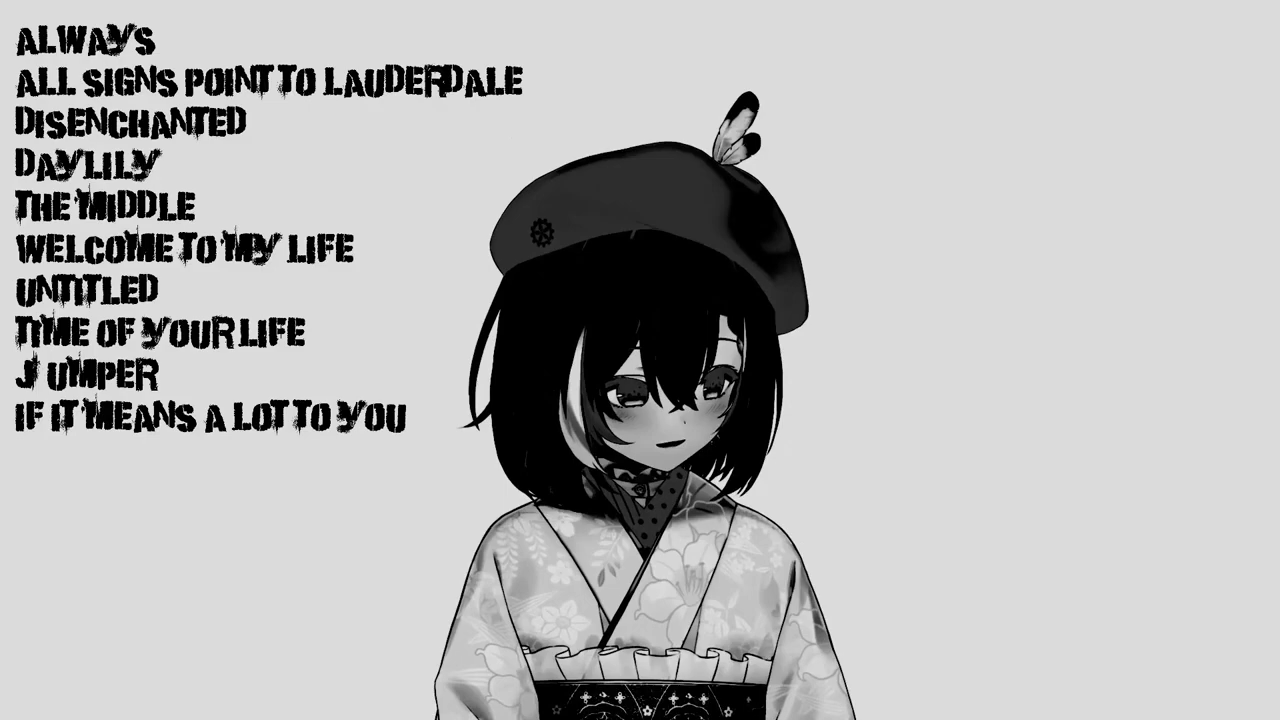 ALWAYS
ALL SIGNS POINT TO LAUDERDALE
DISENCHANTED
DAYLILY
THE MIDDLE
WELCOME TO MY LIFE
UNTITLED
TIME OF YOUR LIFE
JUMPER
IF IT MEANS A LOT TO YOU